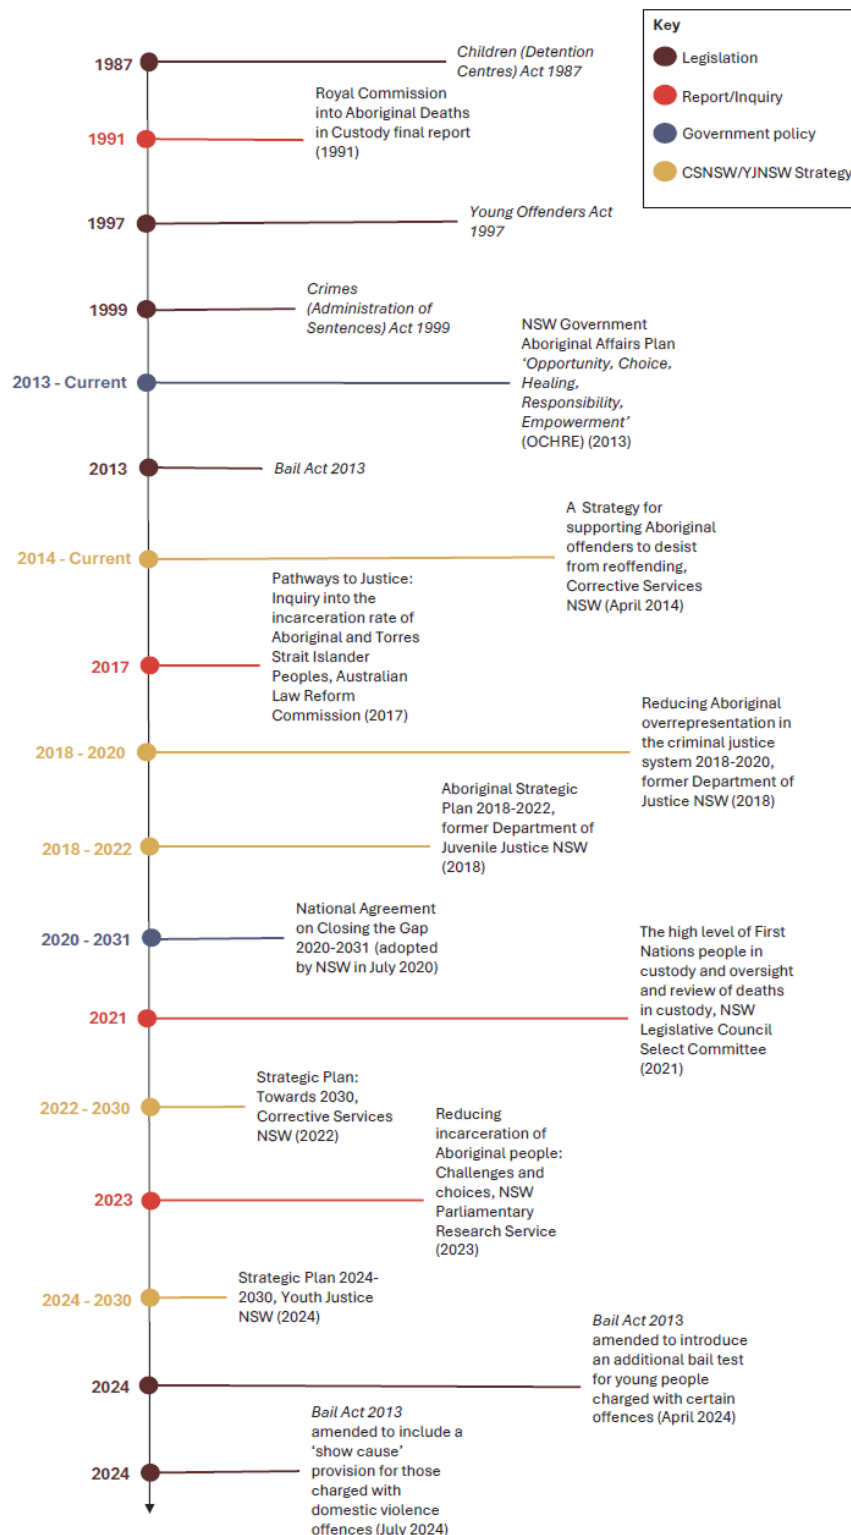 Key
Legislation
Report/Inquiry
Government policy
CSNSW/YJNSW Strategy
1987
Children (Detention
Centres) Act 1987
1991
Royal Commission
into Aboriginal Deaths
in Custody final report
(1991)
1997
Young Offenders Act
1997
1999
Crimes
(Administration of
Sentences) Act 1999
2013 - Current
NSW Government
Aboriginal Affairs Plan
‘Opportunity, Choice,
Healing,
Responsibility,
Empowerment’
(OCHRE) (2013)
2013
Bail Act 2013
2014 - Current
A Strategy for
supporting Aboriginal
offenders to desist
from reoffending,
Corrective Services
NSW (April 2014)
2017
Pathways to Justice:
Inquiry into the
incarceration rate of
Aboriginal and Torres
Strait Islander
Peoples, Australian
Law Reform
Commission (2017)
2018 - 2020
Reducing Aboriginal
overrepresentation in
the criminal justice
system 2018-2020,
former Department of
Justice NSW (2018)
2018 - 2022
Aboriginal Strategic
Plan 2018-2022,
former Department of
Juvenile Justice NSW
(2018)
2020 - 2031
National Agreement
on Closing the Gap
2020-2031 (adopted
by NSW in July 2020)
2021
The high level of First
Nations people in
custody and oversight
and review of deaths
in custody, NSW
Legislative Council
Select Committee
(2021)
2022 - 2030
Strategic Plan:
Towards 2030,
Corrective Services
NSW (2022)
2023
Reducing
incarceration of
Aboriginal people:
Challenges and
choices, NSW
Parliamentary
Research Service
(2023)
2024 - 2030
Strategic Plan 2024-
2030, Youth Justice
NSW (2024)
2024
Bail Act 2013
amended to introduce
an additional bail test
for young people
charged with certain
offences (April 2024)
2024
Bail Act 2013
amended to include a
‘show cause’
provision for those
charged with
domestic violence
offences (July 2024)